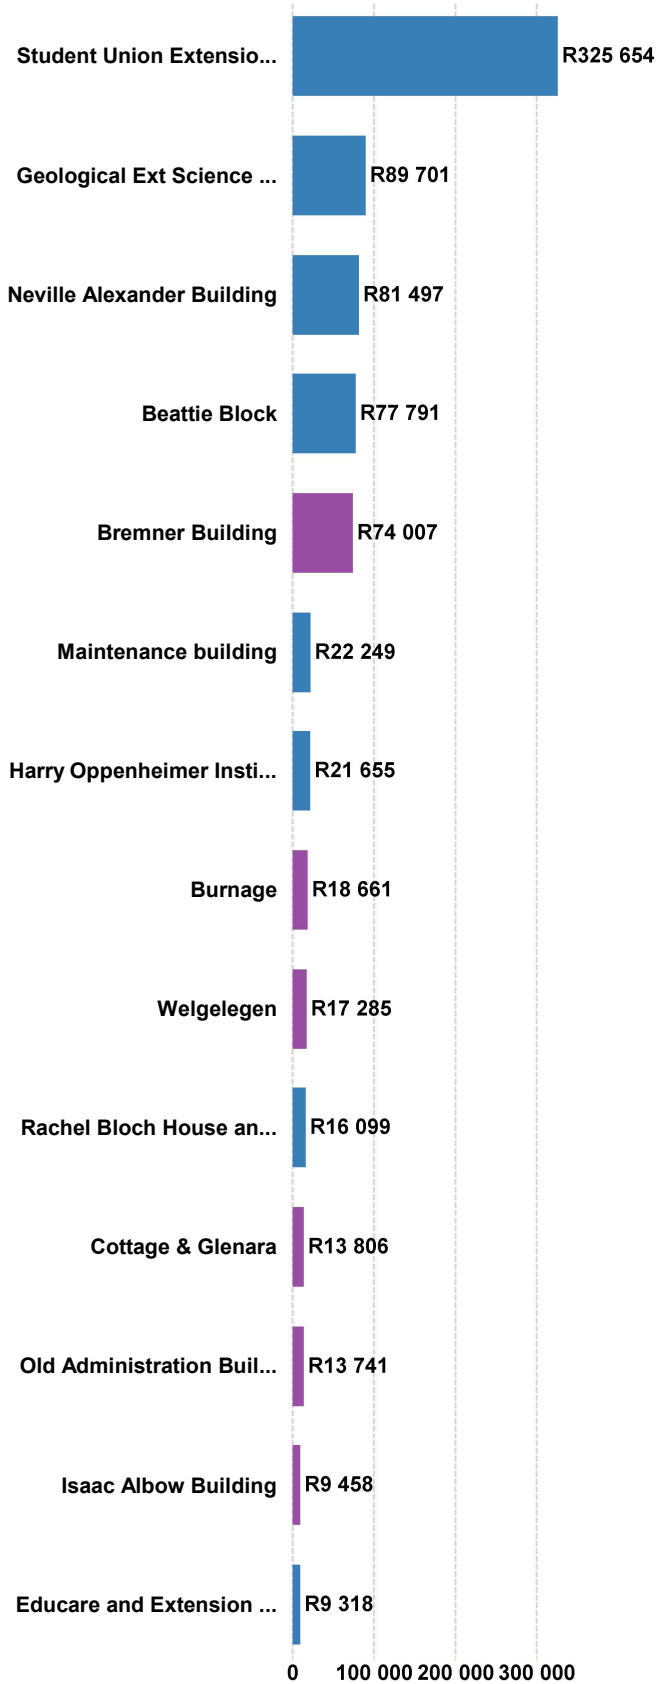 Student Union Extensio... R325 654
Geological Ext Science ... R89 701
Neville Alexander Building R81 497
Beattie Block R77 791
Bremner Building R74 007
Maintenance building R22 249
Harry Oppenheimer Insti... R21 655
Burnage R18 661
Welgelegen R17 285
Rachel Bloch House an... R16 099
Cottage & Glenara R13 806
Old Administration Buil... R13 741
Isaac Albow Building R9 458
Educare and Extension ... R9 318
0 100 000 200 000 300 000